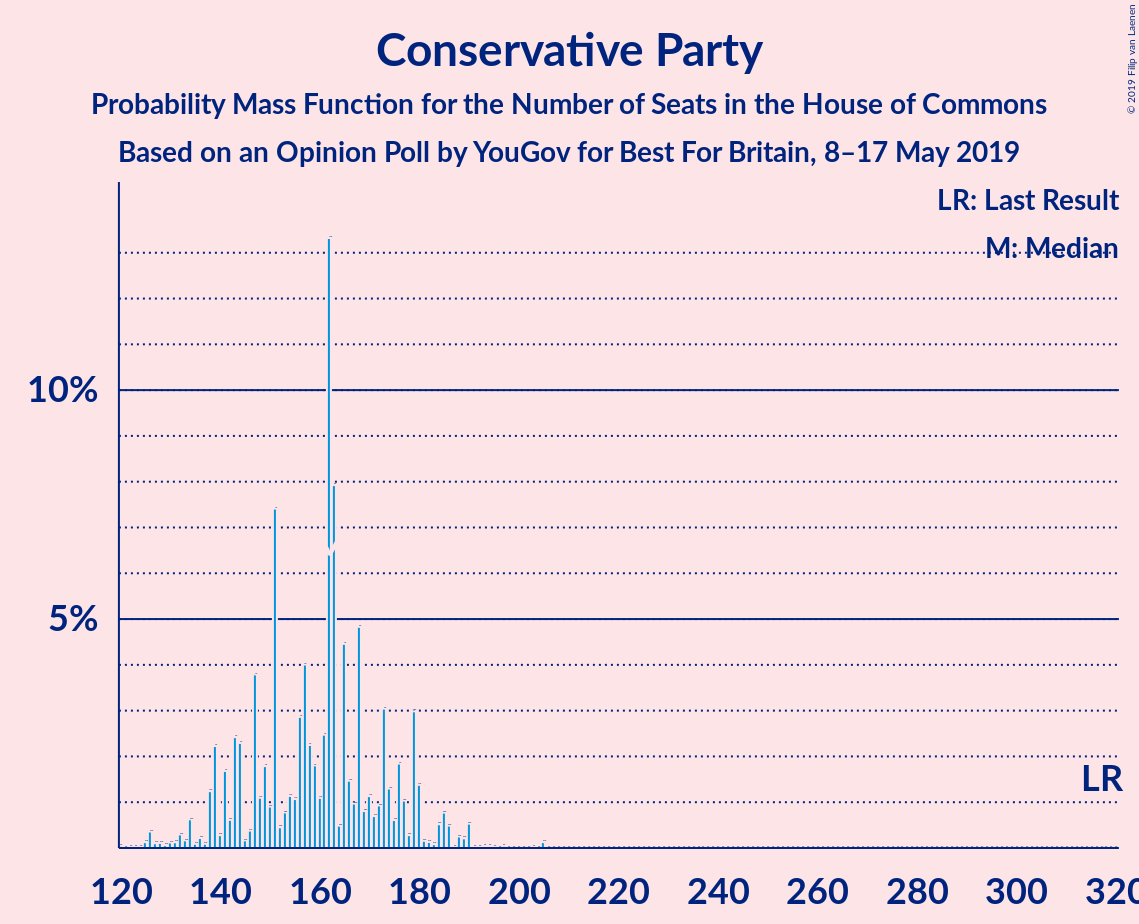 Conservative Party
Probability Mass Function for the Number of Seats in the House of Commons
Based on an Opinion Poll by YouGov for Best For Britain, 8–17 May 2019
© 2019 Filip van Laenen
LR: Last Result
M: Median
10%
5%
LR
120 140 160 180 200 220 240 260 280 300 320